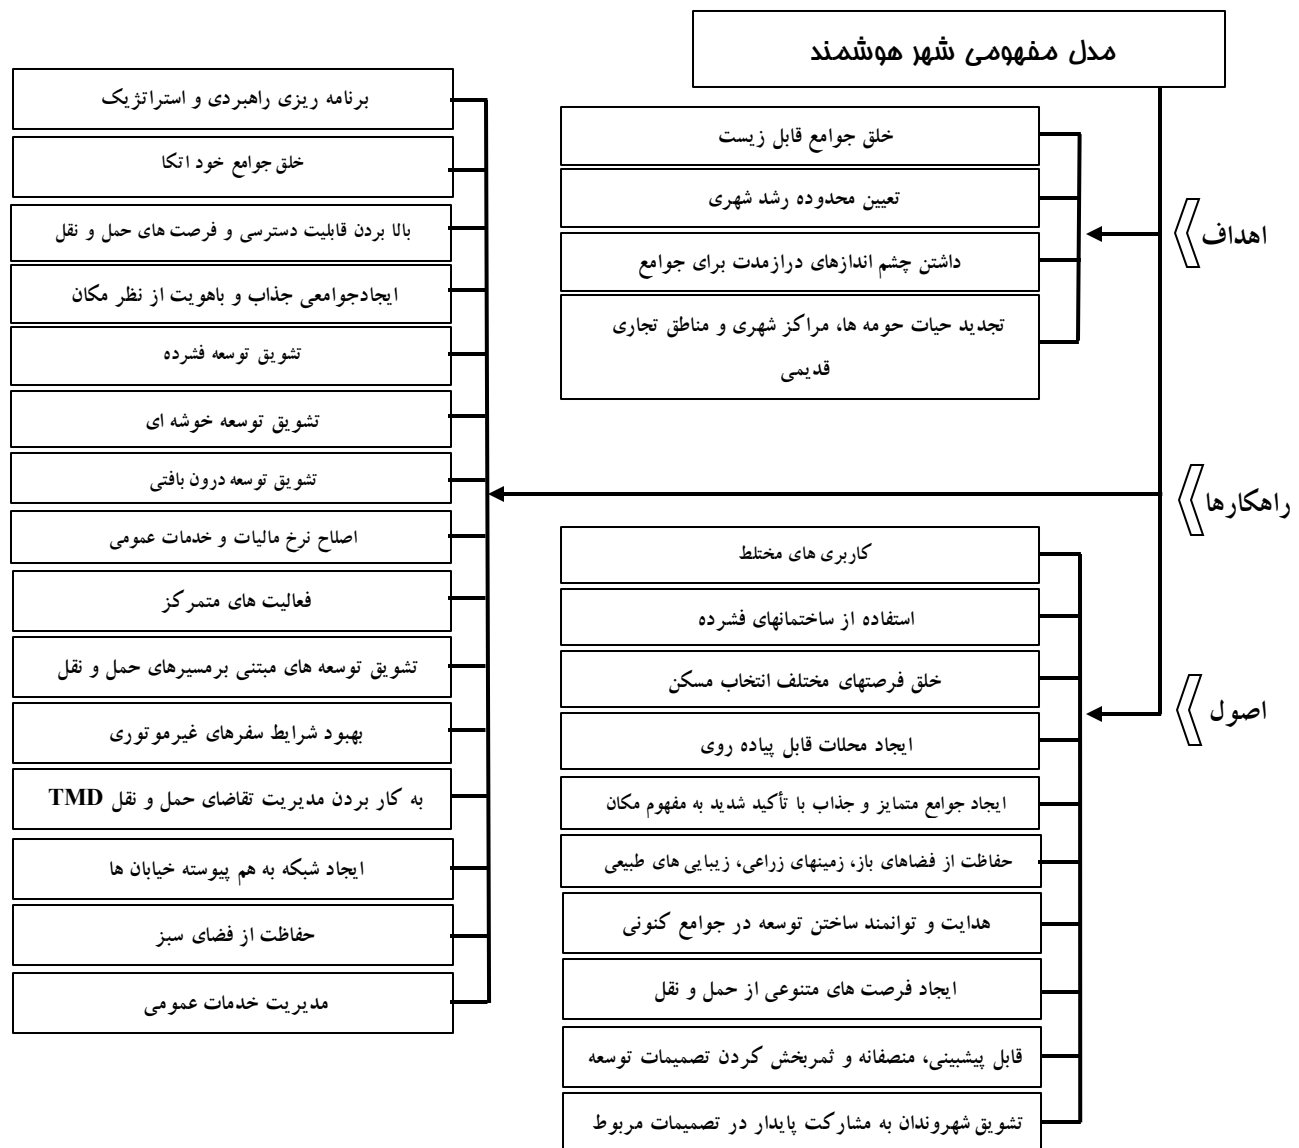 مدل مفهومی شهر هوشمند
اهداف
خلق جوامع قابل زیست
تعیین محدوده رشد شهری
داشتن چشم اندازهای درازمدت برای جوامع
تجدید حیات حومه ها، مراکز شهری و مناطق تجاری
قدیمی
راهکارها
برنامه ریزی راهبردی و استراتژیک
خلق جوامع خود اتکا
بالا بردن قابلیت دسترسی و فرصت های حمل و نقل
ایجادجوامعی جذاب و باهویت از نظر مکان
تشویق توسعه فشرده
تشویق توسعه خوشه ای
تشویق توسعه درون بافتی
اصلاح نرخ مالیات و خدمات عمومی
فعالیت های متمرکز
تشویق توسعه های مبتنی برمسیرهای حمل و نقل
بهبود شرایط سفرهای غیرموتوری
به کار بردن مدیریت تقاضای حمل و نقل TMD
ایجاد شبکه به هم پیوسته خیابان ها
حفاظت از فضای سبز
مدیریت خدمات عمومی
اصول
کاربری های مختلط
استفاده از ساختمانهای فشرده
خلق فرصتهای مختلف انتخاب مسکن
ایجاد محلات قابل پیاده روی
ایجاد جوامع متمایز و جذاب با تأکید شدید به مفهوم مکان
حفاظت از فضاهای باز، زمینهای زراعی، زیبایی های طبیعی
هدایت و توانمند ساختن توسعه در جوامع کنونی
ایجاد فرصت های متنوعی از حمل و نقل
قابل پیشبینی، منصفانه و ثمربخش کردن تصمیمات توسعه
تشویق شهروندان به مشارکت پایدار در تصمیمات مربوط